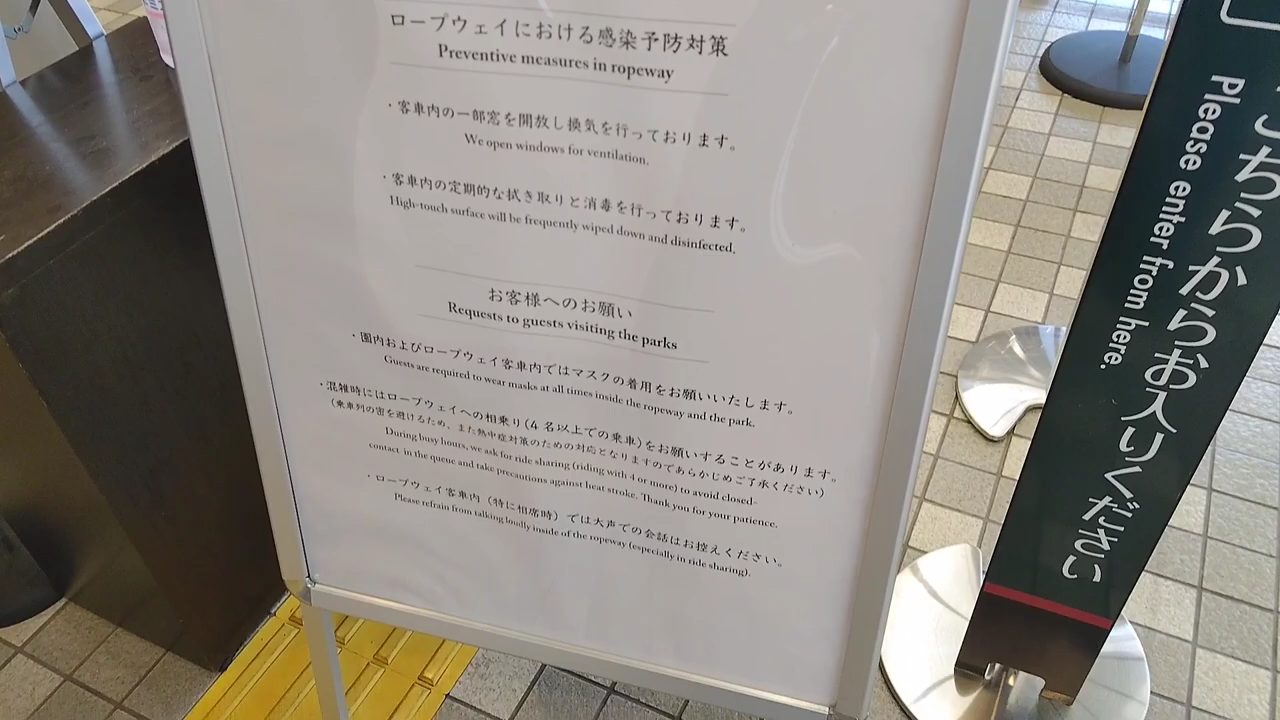 ロープウェイにおける感染予防対策
Preventive measures in ropeway
・客車内の一部窓を開放し換気を行っております。
We open windows for ventilation.
・客車内の定期的な拭き取りと消毒を行っております。
High-touch surface will be frequently wiped down and disinfected.
お客様へのお願い
Requests to guests visiting the parks
・園内およびロープウェイ客車内ではマスクの着用をお願いいたします。
Guests are required to wear masks at all times inside the ropeway and the park.
・混雑時にはロープウェイへの相乗り(4 名以上での乗車)をお願いすることがあります。
(乗車列の密を避けるため、また熱中症対策のための対応となりますのであらかじめご了承ください)
During busy hours, we ask for ride sharing (riding with 4 or more) to avoid closed-
contact in the queue and take precautions against heat stroke. Thank you for your patience.
・ロープウェイ客車内（特に相席時）では大声での会話はお控えください。
Please refrain from talking loudly inside of the ropeway (especially in ride sharing).
こちらからお入りください
Please enter from here.